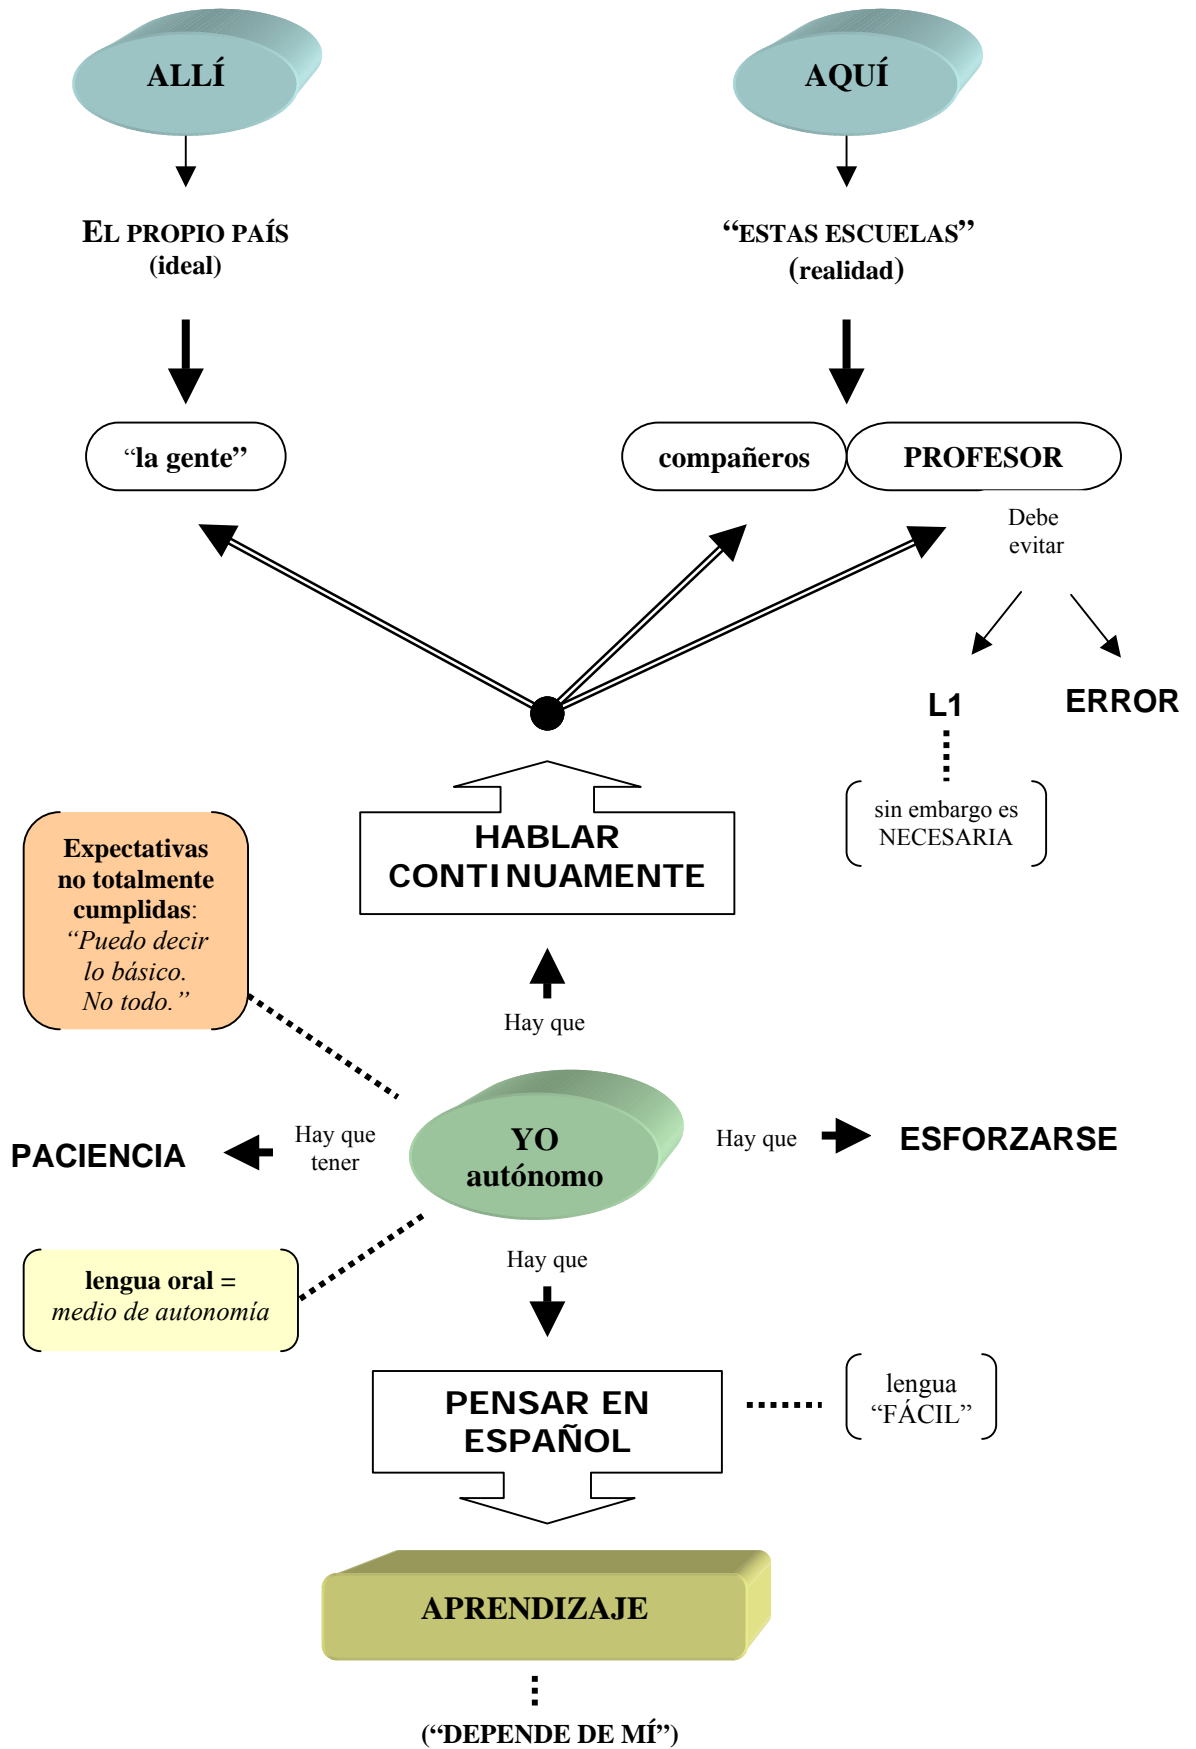 ALLÍ
AQUÍ
EL PROPIO PAÍS
(ideal)
“ESTAS ESCUELAS”
(realidad)
“la gente”
compañeros
PROFESOR
Debe
evitar
L1
ERROR
sin embargo es
NECESARIA
HABLAR
CONTINUAMENTE
Expectativas
no totalmente
cumplidas:
“Puedo decir
lo básico.
No todo.”
Hay que
YO
autónomo
Hay que
tener
PACIENCIA
Hay que
ESFORZARSE
lengua oral =
medio de autonomía
Hay que
PENSAR EN
ESPAÑOL
lengua
“FÁCIL”
APRENDIZAJE
(“DEPENDE DE MÍ”)